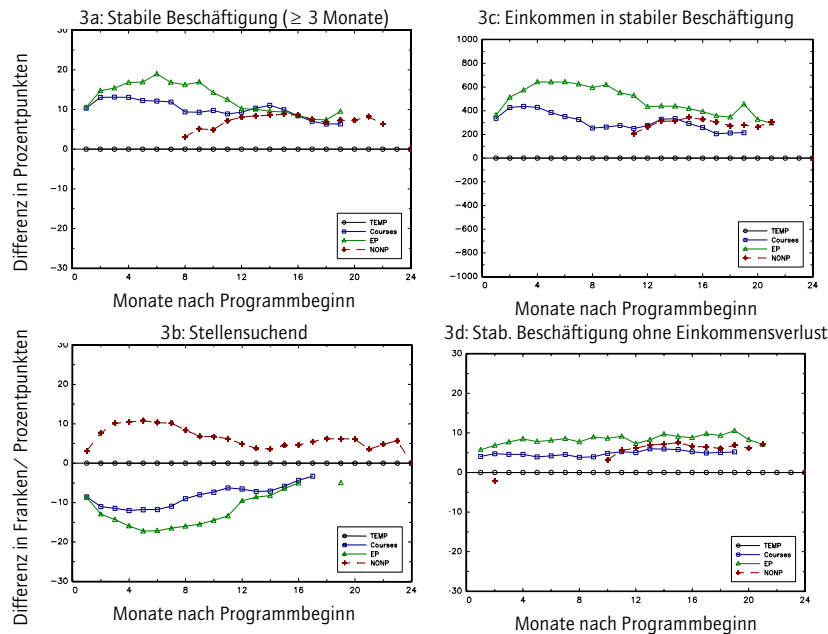 3a: Stabile Beschäftigung (≥ 3 Monate)
Differenz in Prozentpunkten
30
20
10
0
−10
−20
−30
0 4 8 12 16 20 24
TEMP
Courses
EP
NONP
Monate nach Programmbeginn
3c: Einkommen in stabiler Beschäftigung
1000
800
600
400
200
0
−200
−400
−600
−800
−1000
0 4 8 12 16 20 24
TEMP
Courses
EP
NONP
Monate nach Programmbeginn
3b: Stellensuchend
Differenz in Franken/ Prozentpunkten
30
20
10
0
−10
−20
−30
0 4 8 12 16 20 24
TEMP
Courses
EP
NONP
Monate nach Programmbeginn
3d: Stab. Beschäftigung ohne Einkommensverlust
30
20
10
0
−10
−20
−30
0 4 8 12 16 20 24
TEMP
Courses
EP
NONP
Monate nach Programmbeginn